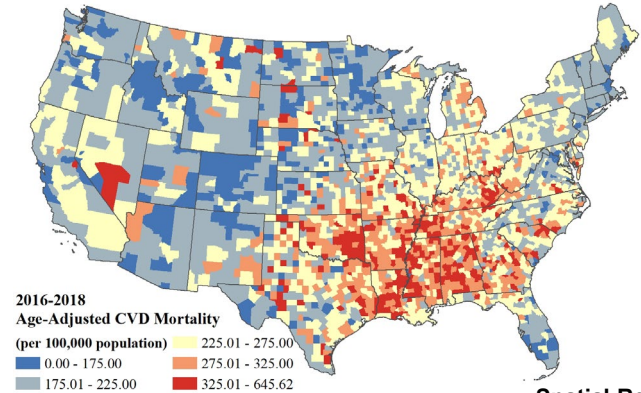 2016-2018
Age-Adjusted CVD Mortality
(per 100,000 population)
0.00 - 175.00
175.01 - 225.00
225.01 - 275.00
275.01 - 325.00
325.01 - 645.62